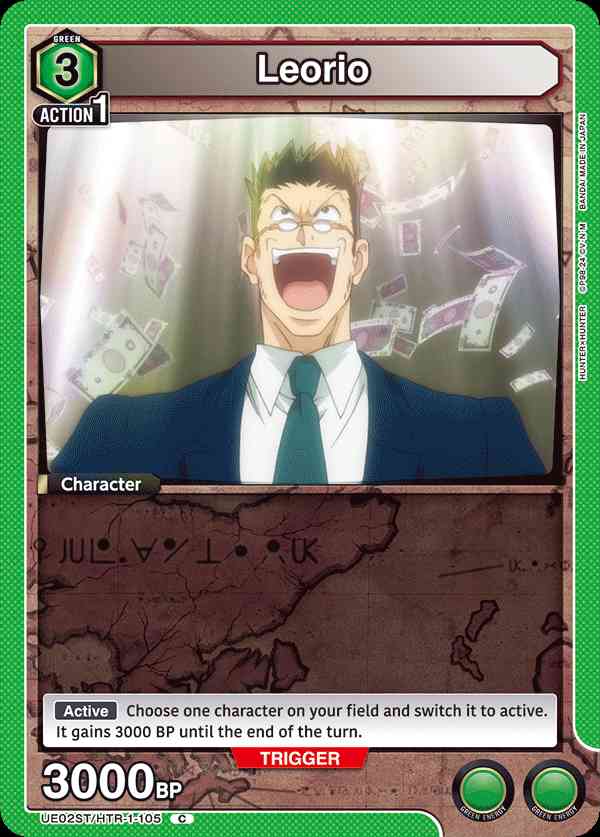 GREEN
3
ACTION 1
Leorio
HUNTER×HUNTER ©P98-24 ©V,N,M BANDAI MADE IN JAPAN
Character
Active Choose one character on your field and switch it to active.
It gains 3000 BP until the end of the turn.
TRIGGER
3000 BP
GREEN ENERGY GREEN ENERGY
UE02ST/HTR-1-105 C